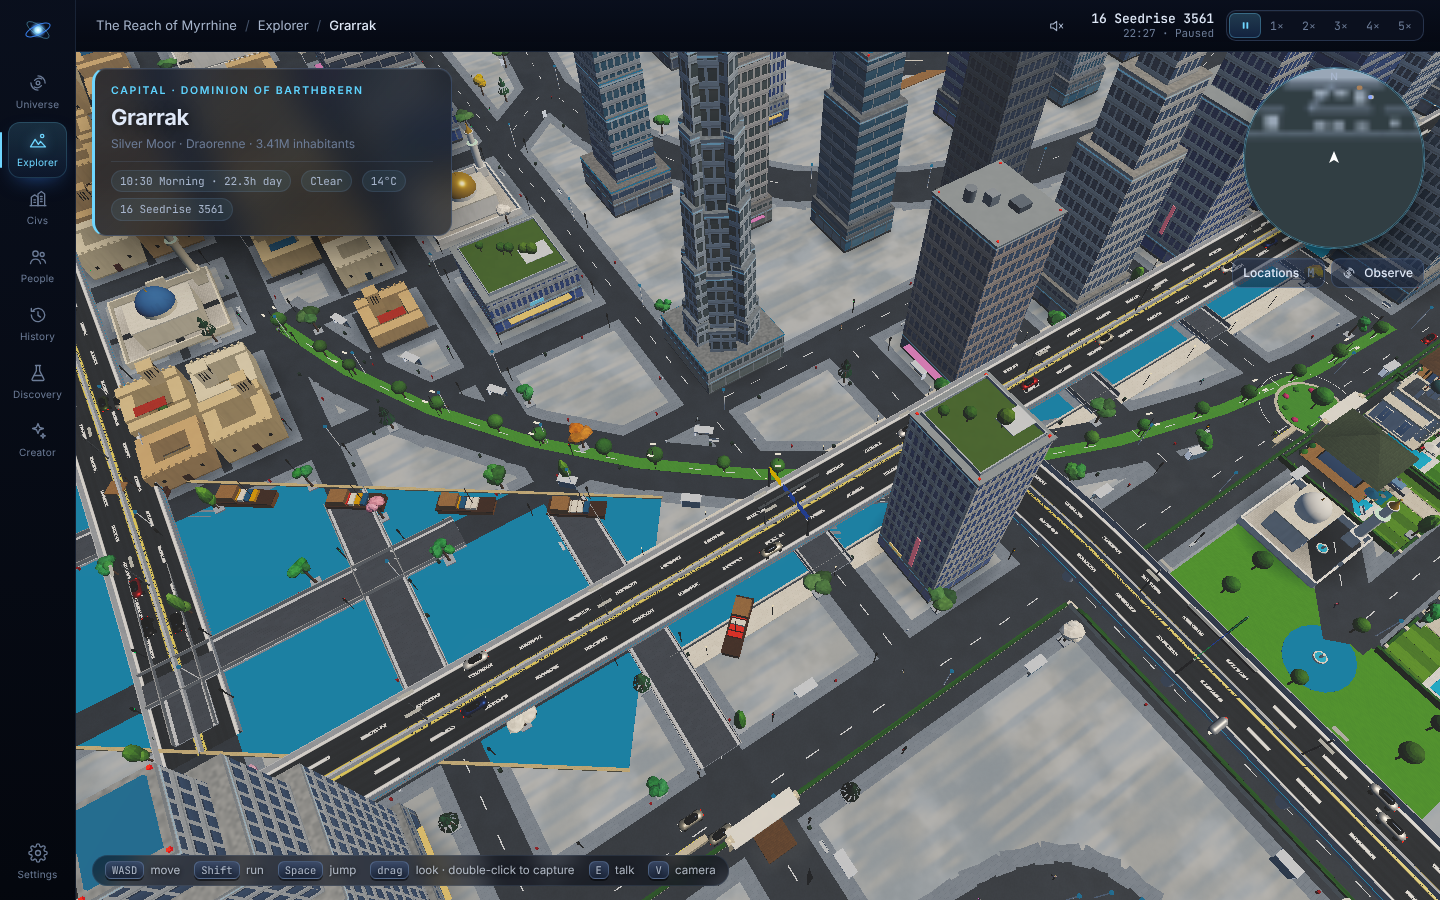 The Reach of Myrrhine / Explorer / Grarrak
16 Seedrise 3561
22:27 · Paused
1× 2× 3× 4× 5×
Universe
Explorer
Civs
People
History
Discovery
Creator
Settings
CAPITAL · DOMINION OF BARTHBRERN
Grarrak
Silver Moor · Draorenne · 3.41M inhabitants
10:30 Morning · 22.3h day
Clear
14°C
16 Seedrise 3561
N
Locations M
Observe
WASD move Shift run Space jump drag look · double-click to capture E talk V camera